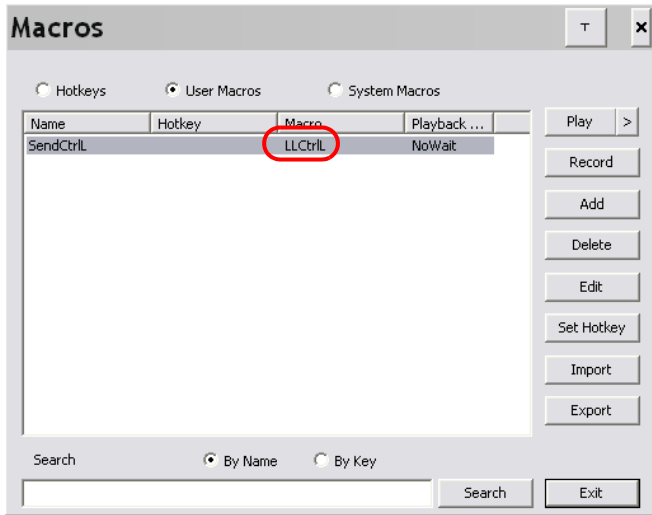 Macros T ×
Hotkeys User Macros System Macros
Name Hotkey Macro Playback ... Play >
SendCtrlL LLCtrlL NoWait
Record
Add
Delete
Edit
Set Hotkey
Import
Export
Search By Name By Key
Search Exit